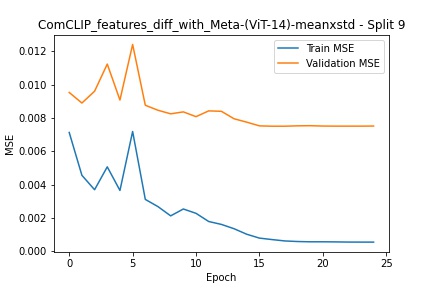 ComCLIP_features_diff_with_Meta-(ViT-14)-meanxstd - Split 9
Train MSE
Validation MSE
MSE
0.012
0.010
0.008
0.006
0.004
0.002
0.000
0 5 10 15 20 25
Epoch